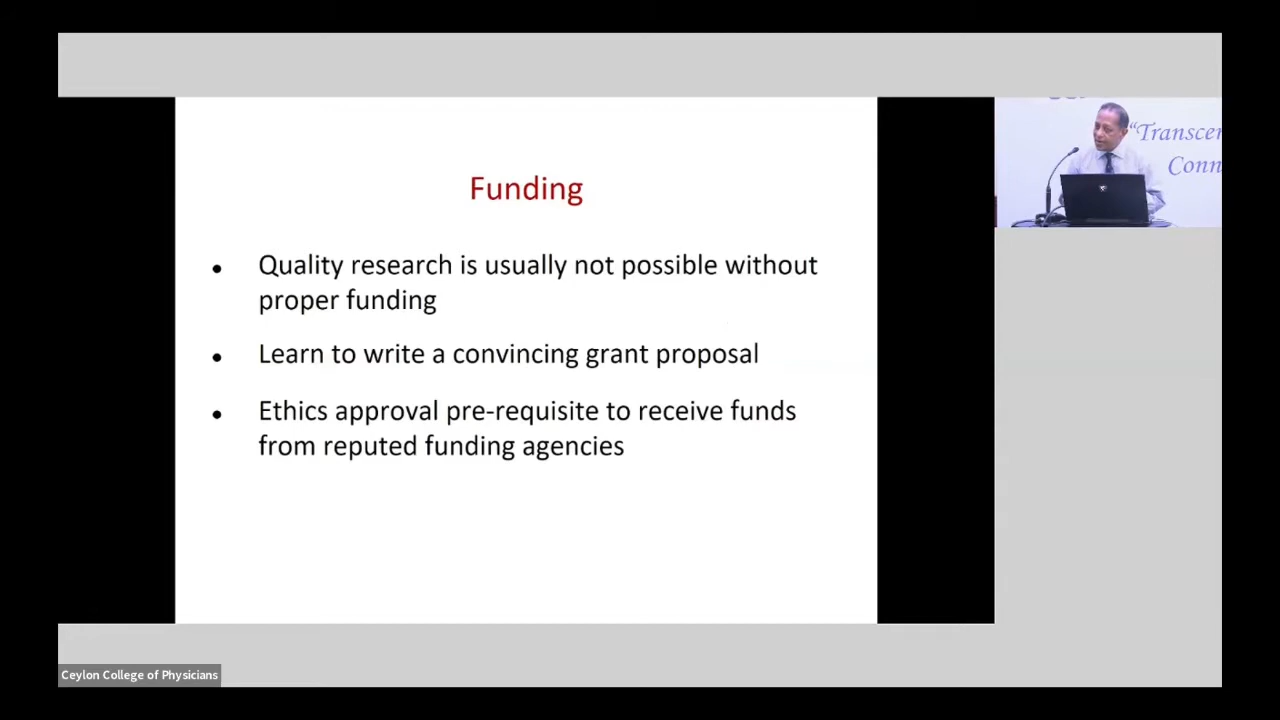 Funding
• Quality research is usually not possible without
proper funding
• Learn to write a convincing grant proposal
• Ethics approval pre-requisite to receive funds
from reputed funding agencies
"Transcen
Conn
Ceylon College of Physicians